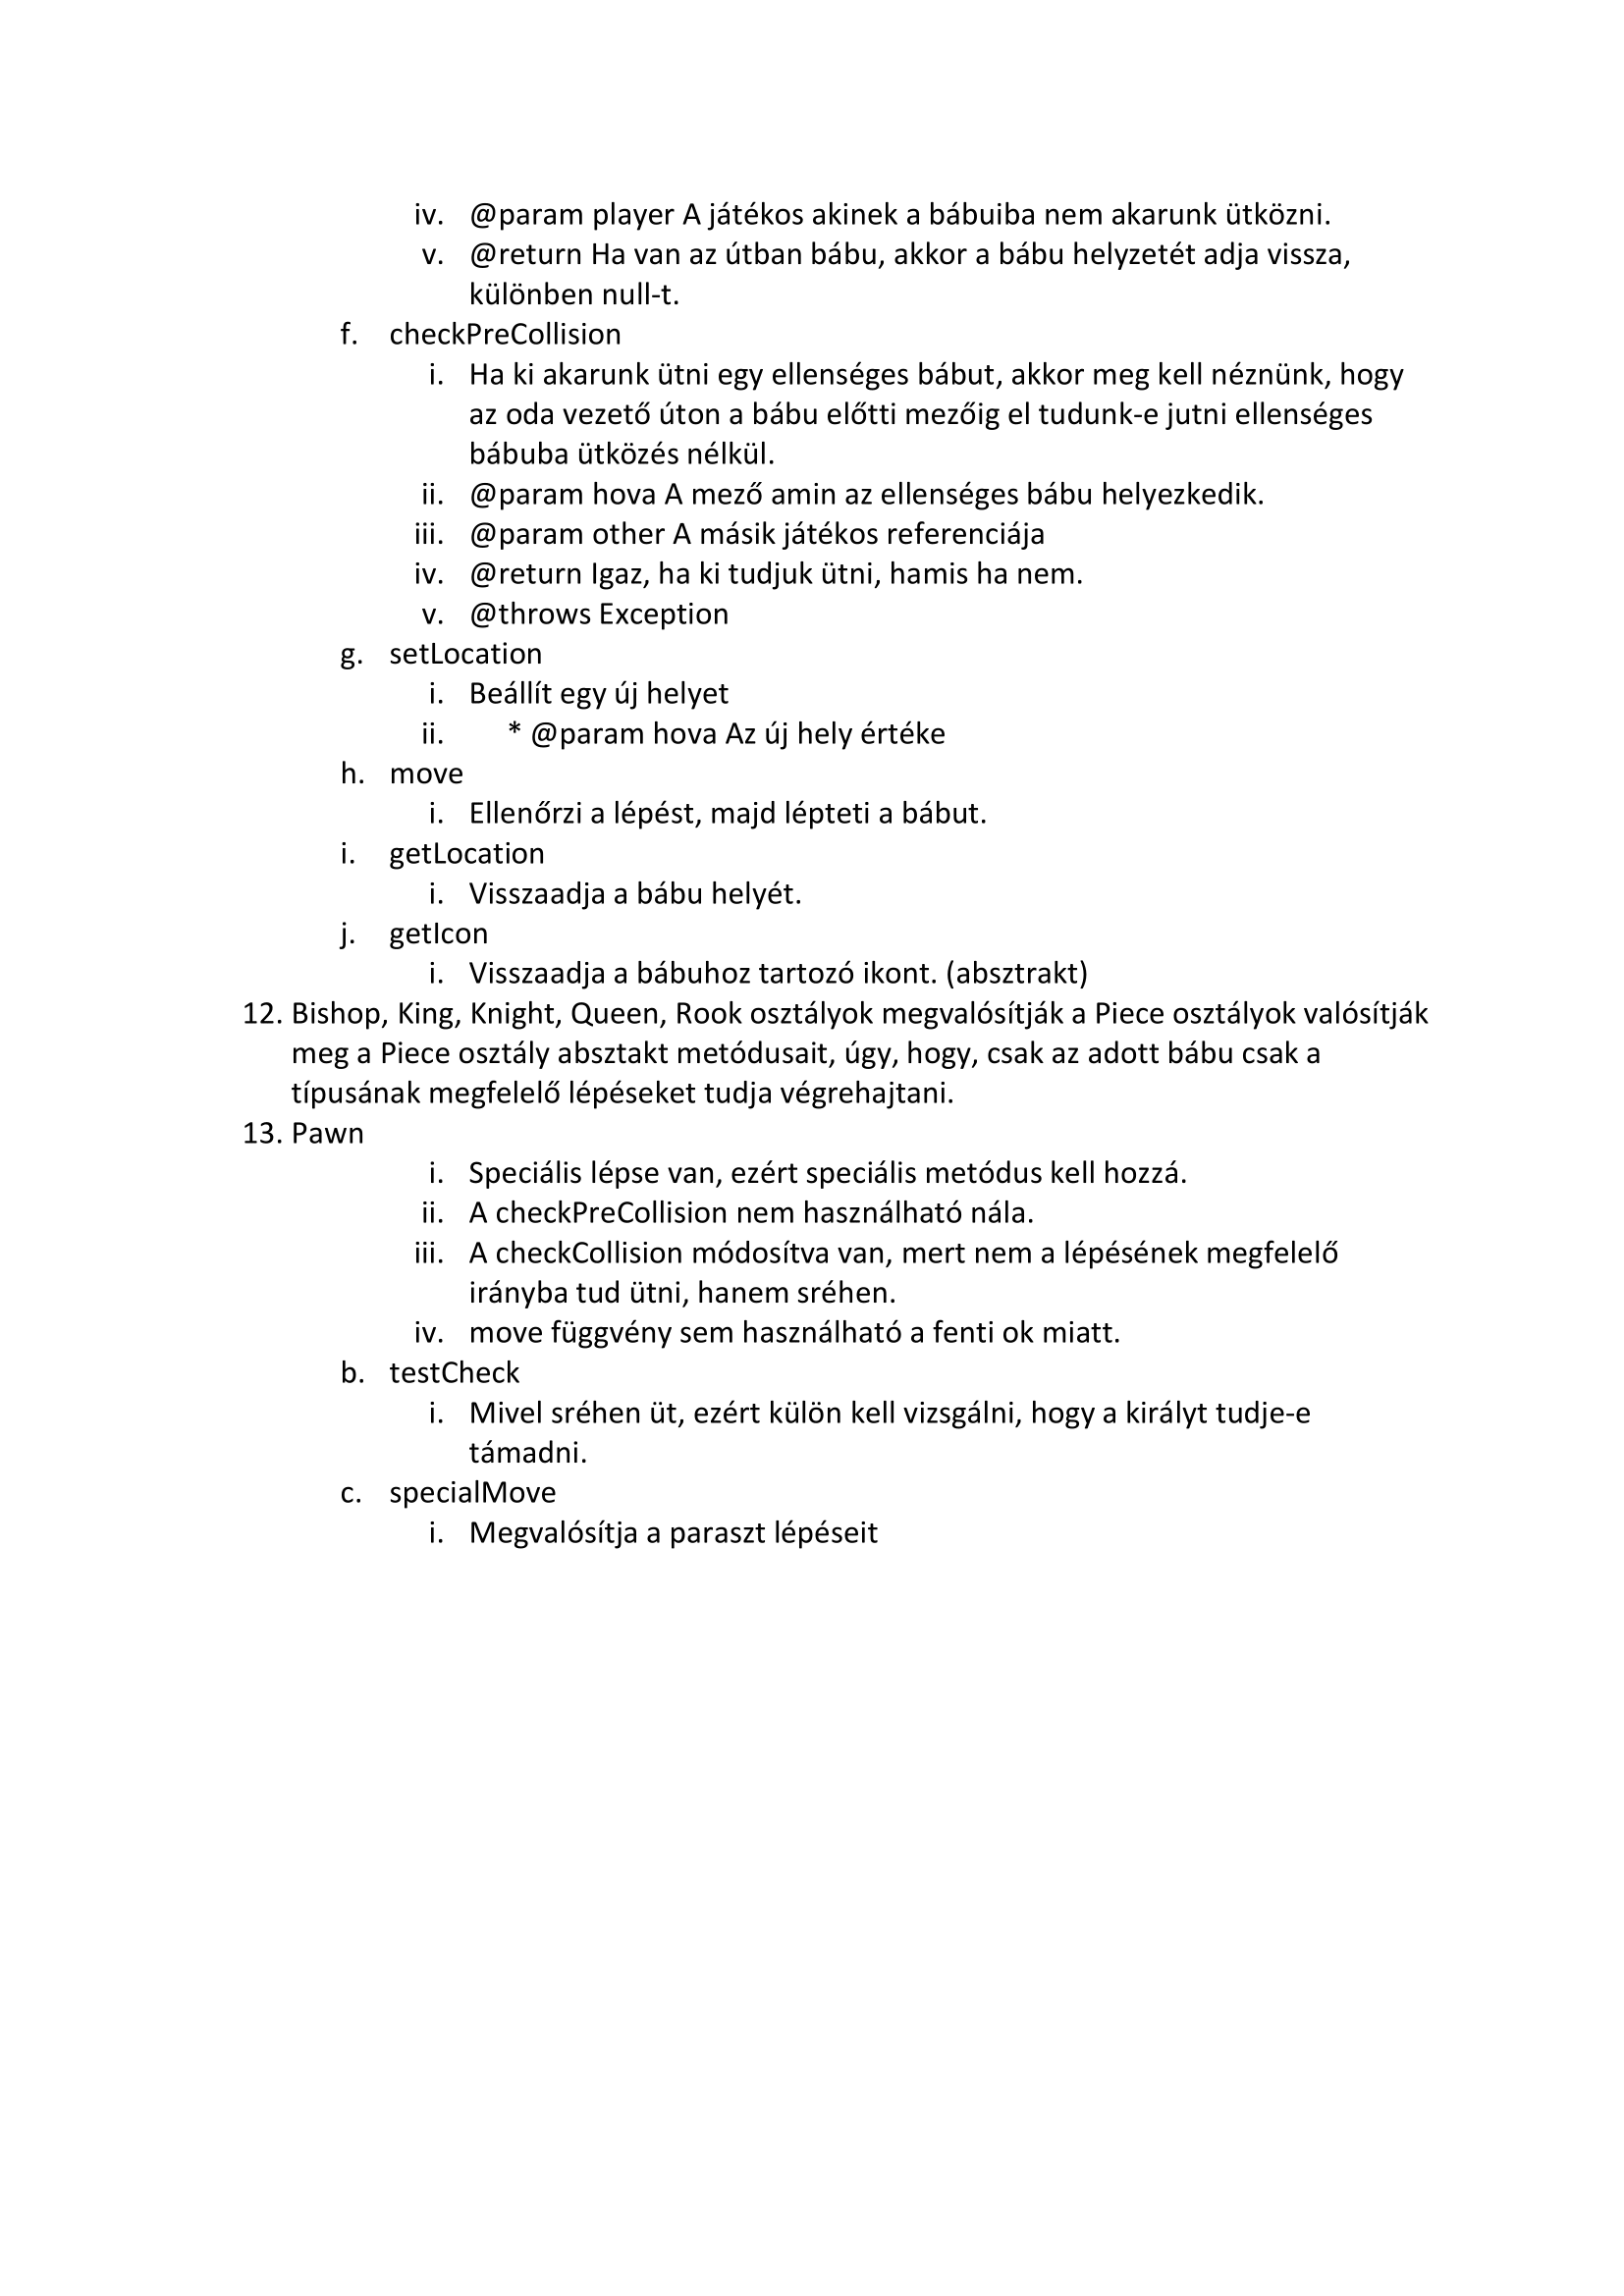 iv. @param player A játékos akinek a bábuiba nem akarunk ütközni.
v. @return Ha van az útban bábu, akkor a bábu helyzetét adja vissza,
különben null-t.
f. checkPreCollision
i. Ha ki akarunk ütni egy ellenséges bábut, akkor meg kell néznünk, hogy
az oda vezető úton a bábu előtti mezőig el tudunk-e jutni ellenséges
bábuba ütközés nélkül.
ii. @param hova A mező amin az ellenséges bábu helyezkedik.
iii. @param other A másik játékos referenciája
iv. @return Igaz, ha ki tudjuk ütni, hamis ha nem.
v. @throws Exception
g. setLocation
i. Beállít egy új helyet
ii. * @param hova Az új hely értéke
h. move
i. Ellenőrzi a lépést, majd lépteti a bábut.
i. getLocation
i. Visszaadja a bábu helyét.
j. getIcon
i. Visszaadja a bábuhoz tartozó ikont. (absztrakt)
12. Bishop, King, Knight, Queen, Rook osztályok megvalósítják a Piece osztályok valósítják
meg a Piece osztály absztakt metódusait, úgy, hogy, csak az adott bábu csak a
típusának megfelelő lépéseket tudja végrehajtani.
13. Pawn
i. Speciális lépse van, ezért speciális metódus kell hozzá.
ii. A checkPreCollision nem használható nála.
iii. A checkCollision módosítva van, mert nem a lépésének megfelelő
irányba tud ütni, hanem sréhen.
iv. move függvény sem használható a fenti ok miatt.
b. testCheck
i. Mivel sréhen üt, ezért külön kell vizsgálni, hogy a királyt tudje-e
támadni.
c. specialMove
i. Megvalósítja a paraszt lépéseit